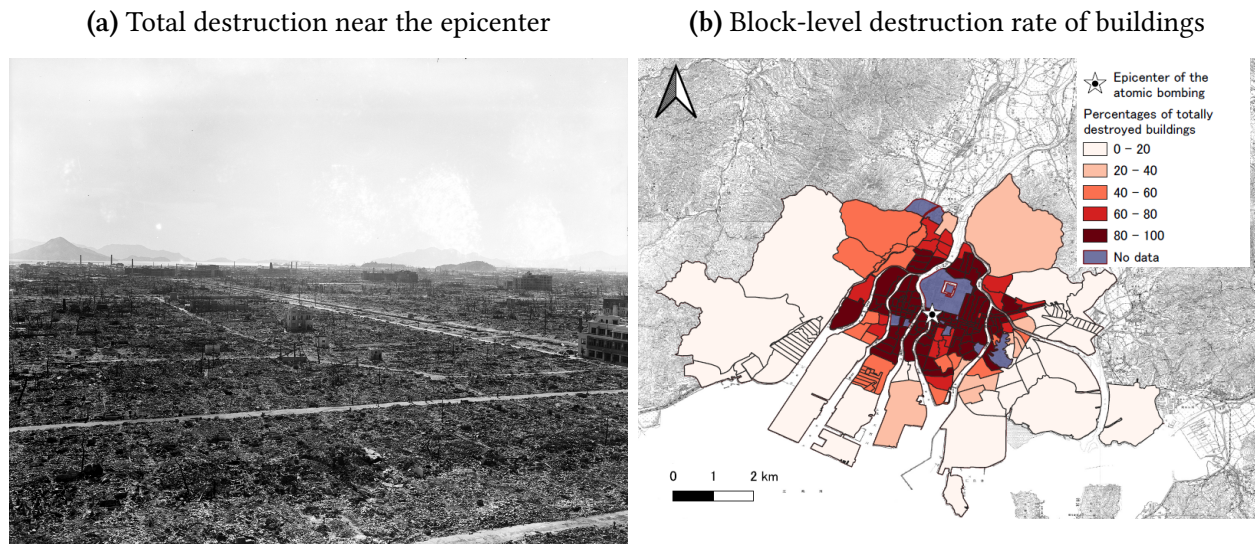 (a) Total destruction near the epicenter
(b) Block-level destruction rate of buildings
Epicenter of the
atomic bombing
Percentages of totally
destroyed buildings
0 – 20
20 – 40
40 – 60
60 – 80
80 – 100
No data
0 1 2 km